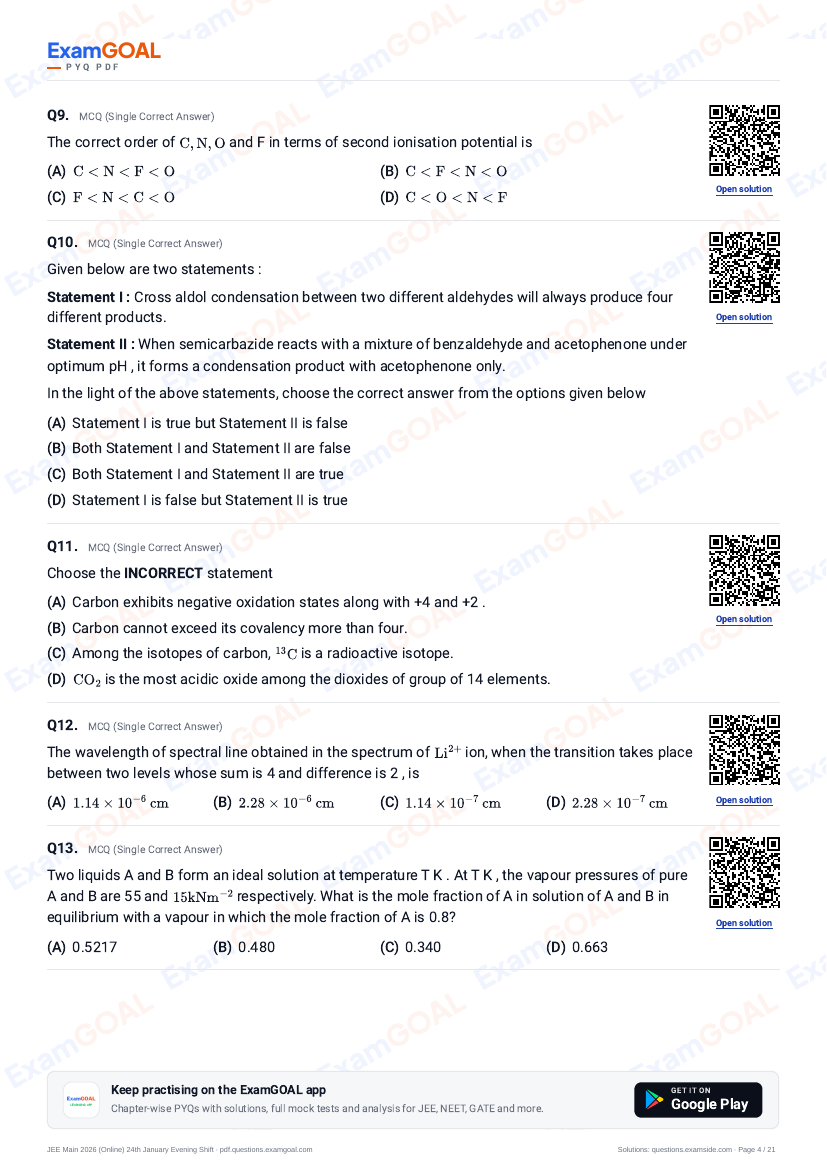 ExamGOAL
PYQ PDF
Q9. MCQ (Single Correct Answer)
The correct order of C, N, O and F in terms of second ionisation potential is
(A) C < N < F < O
(B) C < F < N < O
(C) F < N < C < O
(D) C < O < N < F
Open solution
Q10. MCQ (Single Correct Answer)
Given below are two statements :
Statement I : Cross aldol condensation between two different aldehydes will always produce four
different products.
Statement II : When semicarbazide reacts with a mixture of benzaldehyde and acetophenone under
optimum pH , it forms a condensation product with acetophenone only.
In the light of the above statements, choose the correct answer from the options given below
(A) Statement I is true but Statement II is false
(B) Both Statement I and Statement II are false
(C) Both Statement I and Statement II are true
(D) Statement I is false but Statement II is true
Open solution
Q11. MCQ (Single Correct Answer)
Choose the INCORRECT statement
(A) Carbon exhibits negative oxidation states along with +4 and +2 .
(B) Carbon cannot exceed its covalency more than four.
(C) Among the isotopes of carbon, ¹³C is a radioactive isotope.
(D) CO₂ is the most acidic oxide among the dioxides of group of 14 elements.
Open solution
Q12. MCQ (Single Correct Answer)
The wavelength of spectral line obtained in the spectrum of Li²⁺ ion, when the transition takes place
between two levels whose sum is 4 and difference is 2 , is
(A) 1.14 × 10⁻⁶ cm
(B) 2.28 × 10⁻⁶ cm
(C) 1.14 × 10⁻⁷ cm
(D) 2.28 × 10⁻⁷ cm
Open solution
Q13. MCQ (Single Correct Answer)
Two liquids A and B form an ideal solution at temperature T K . At T K , the vapour pressures of pure
A and B are 55 and 15kNm⁻² respectively. What is the mole fraction of A in solution of A and B in
equilibrium with a vapour in which the mole fraction of A is 0.8?
(A) 0.5217
(B) 0.480
(C) 0.340
(D) 0.663
Open solution
Keep practising on the ExamGOAL app
Chapter-wise PYQs with solutions, full mock tests and analysis for JEE, NEET, GATE and more.
GET IT ON
Google Play
JEE Main 2026 (Online) 24th January Evening Shift · pdf.questions.examgoal.com
Solutions: questions.examside.com · Page 4 / 21